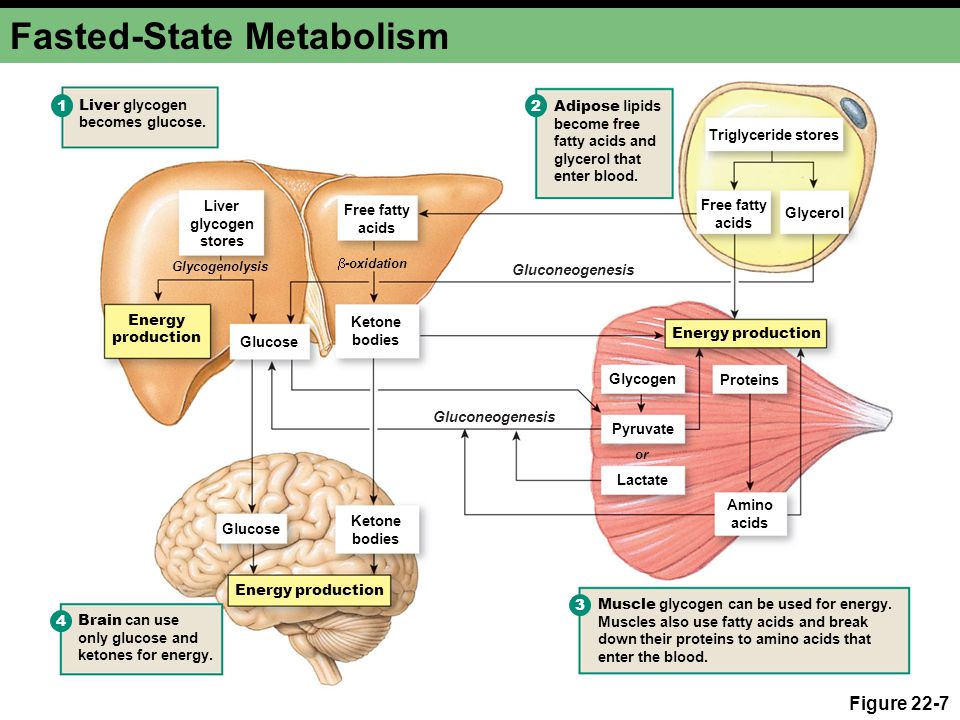 Fasted-State Metabolism
1 Liver glycogen
becomes glucose.
2 Adipose lipids
become free
fatty acids and
glycerol that
enter blood.
Triglyceride stores
Free fatty
acids
Glycerol
Liver
glycogen
stores
Free fatty
acids
Glycogenolysis
β-oxidation
Gluconeogenesis
Energy
production
Glucose
Ketone
bodies
Energy production
Glycogen
Proteins
Gluconeogenesis
Pyruvate
or
Lactate
Amino
acids
Glucose
Ketone
bodies
Energy production
4 Brain can use
only glucose and
ketones for energy.
3 Muscle glycogen can be used for energy.
Muscles also use fatty acids and break
down their proteins to amino acids that
enter the blood.
Figure 22-7